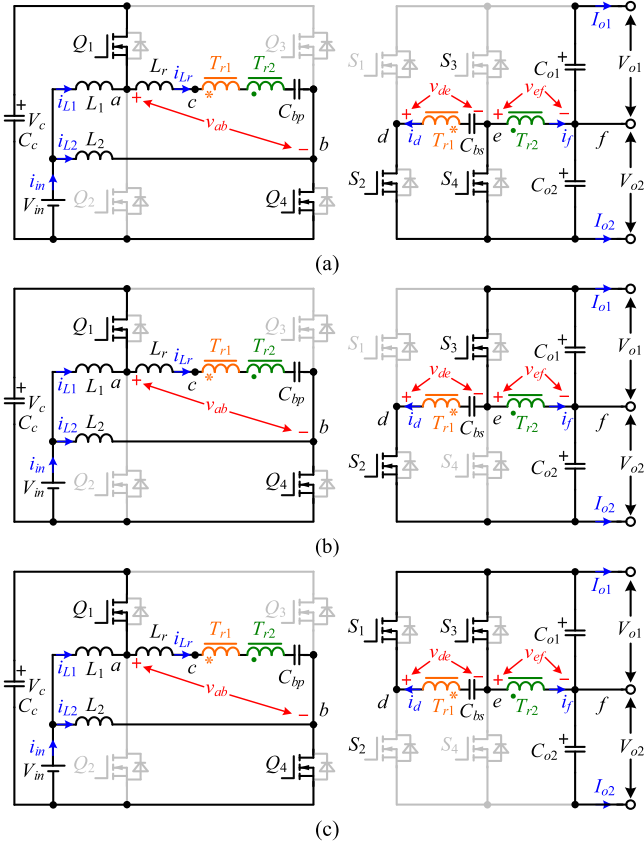 Q1 Q3 Lr iLr Tr1 Tr2
iL1 L1 a c * Cbp
+ Vc Cc + vab − b
iL2 L2
iin Vin Q2 Q4
S1 S3 Co1 + Io1 Vo1
+ vde − + vef −
d id Tr1 * Cbs e Tr2 if f
S2 S4 Co2 + Io2 Vo2
(a)
Q1 Q3 Lr iLr Tr1 Tr2
iL1 L1 a c * Cbp
+ Vc Cc + vab − b
iL2 L2
iin Vin Q2 Q4
S1 S3 Co1 + Io1 Vo1
+ vde − + vef −
d id Tr1 * Cbs e Tr2 if f
S2 S4 Co2 + Io2 Vo2
(b)
Q1 Q3 Lr iLr Tr1 Tr2
iL1 L1 a c * Cbp
+ Vc Cc + vab − b
iL2 L2
iin Vin Q2 Q4
S1 S3 Co1 + Io1 Vo1
+ vde − + vef −
d id Tr1 * Cbs e Tr2 if f
S2 S4 Co2 + Io2 Vo2
(c)